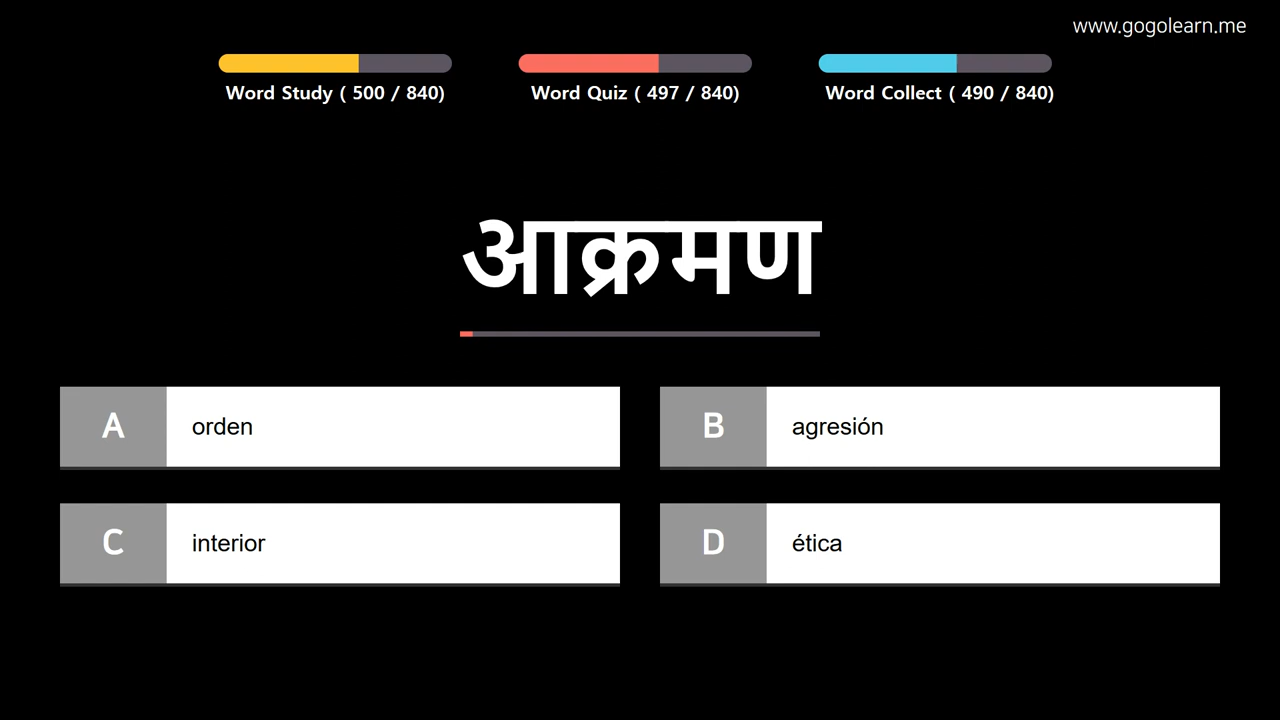 www.gogolearn.me
Word Study ( 500 / 840)
Word Quiz ( 497 / 840)
Word Collect ( 490 / 840)
आक्रमण
A orden
B agresión
C interior
D ética